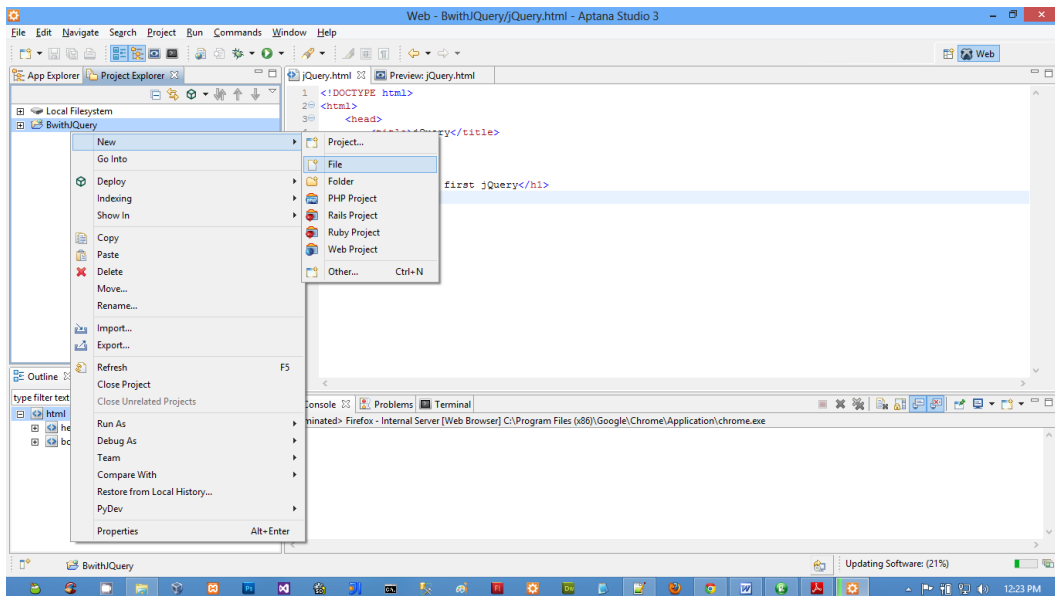 Web - BwithJQuery/jQuery.html - Aptana Studio 3
File Edit Navigate Search Project Run Commands Window Help
Web
App Explorer Project Explorer
jQuery.html Preview: jQuery.html
Local Filesystem
BwithJQuery
1 <!DOCTYPE html>
2 <html>
3 <head>
<title>jQuery</title>
first jQuery</h1>
New
Go Into
Deploy
Indexing
Show In
Copy
Paste
Delete
Move...
Rename...
Import...
Export...
Refresh F5
Close Project
Close Unrelated Projects
Run As
Debug As
Team
Compare With
Restore from Local History...
PyDev
Properties Alt+Enter
Project...
File
Folder
PHP Project
Rails Project
Ruby Project
Web Project
Other... Ctrl+N
Outline
type filter text
html
he
bo
Console Problems Terminal
minated> Firefox - Internal Server [Web Browser] C:\Program Files (x86)\Google\Chrome\Application\chrome.exe
BwithJQuery
Updating Software: (21%)
12:23 PM